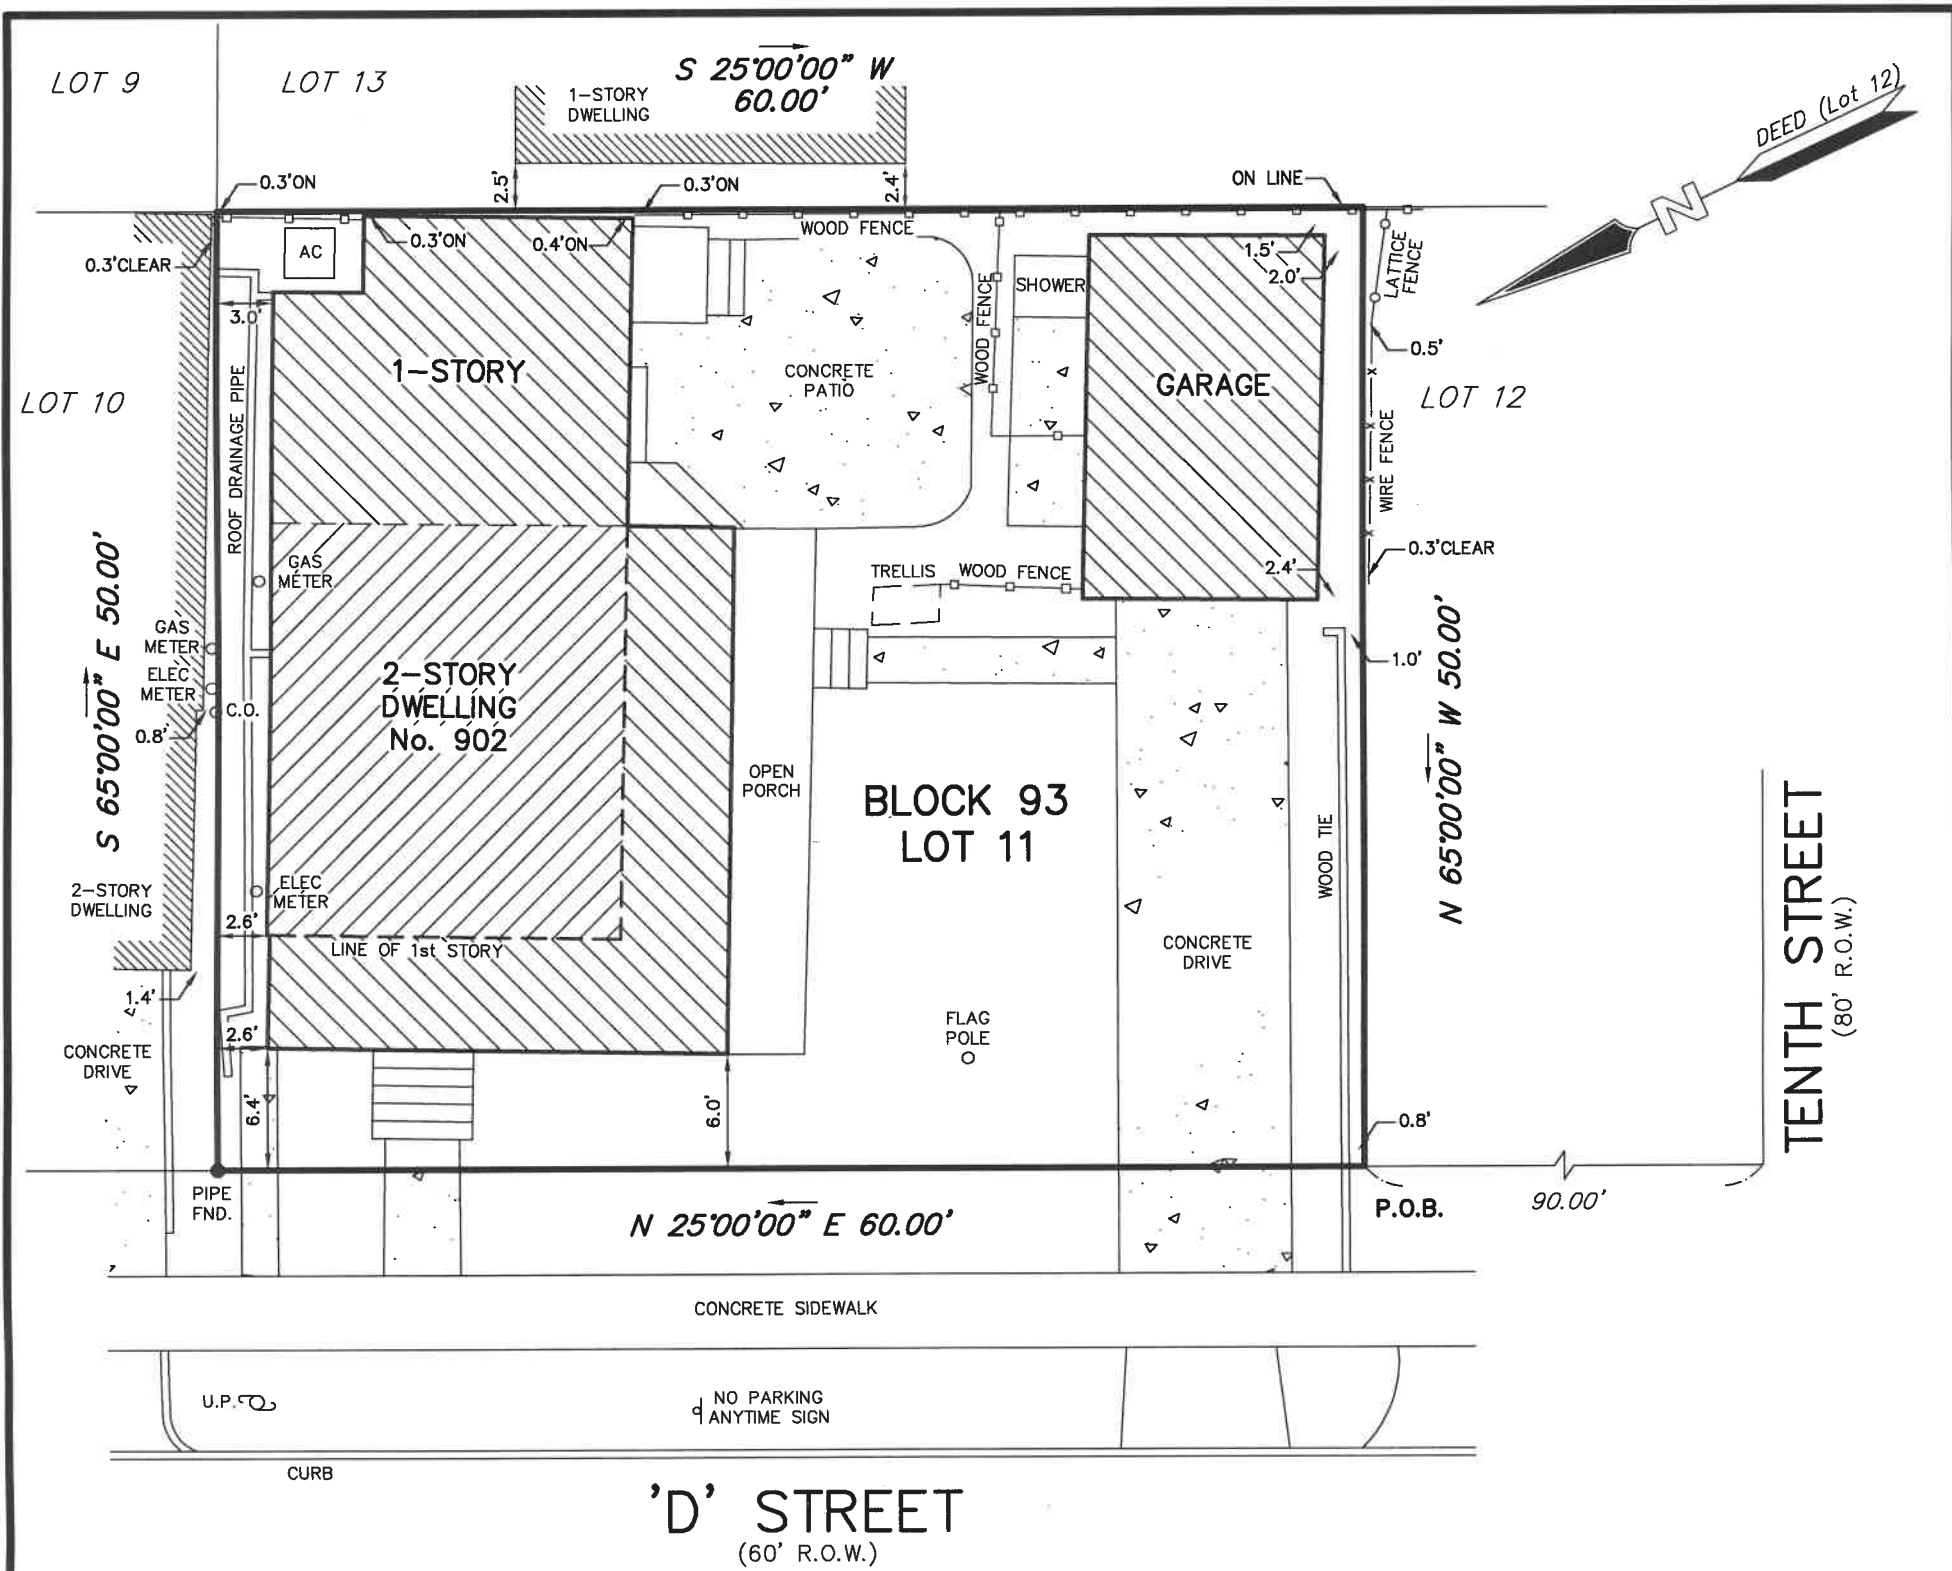 LOT 9
LOT 13
S 25°00'00" W
60.00'
1-STORY
DWELLING
DEED (Lot 12)
N
0.3'ON
2.5'
0.3'ON
2.4'
ON LINE
WOOD FENCE
0.3'ON
0.4'ON
AC
0.3'CLEAR
1.5'
2.0'
LATTICE
FENCE
SHOWER
WOOD FENCE
3.0'
0.5'
1-STORY
CONCRETE
PATIO
GARAGE
LOT 10
LOT 12
ROOF DRAINAGE PIPE
WIRE FENCE
0.3'CLEAR
GAS
METER
TRELLIS
WOOD FENCE
2.4'
S 65°00'00" E 50.00'
GAS
METER
ELEC
METER
C.O.
0.8'
2-STORY
DWELLING
No. 902
1.0'
N 65°00'00" W 50.00'
OPEN
PORCH
BLOCK 93
LOT 11
WOOD TIE
TENTH STREET
(80' R.O.W.)
2-STORY
DWELLING
ELEC
METER
2.6'
LINE OF 1st STORY
CONCRETE
DRIVE
1.4'
2.6'
FLAG
POLE
CONCRETE
DRIVE
6.4'
6.0'
0.8'
PIPE
FND.
N 25°00'00" E 60.00'
P.O.B.
90.00'
CONCRETE SIDEWALK
U.P.
NO PARKING
ANYTIME SIGN
CURB
'D' STREET
(60' R.O.W.)